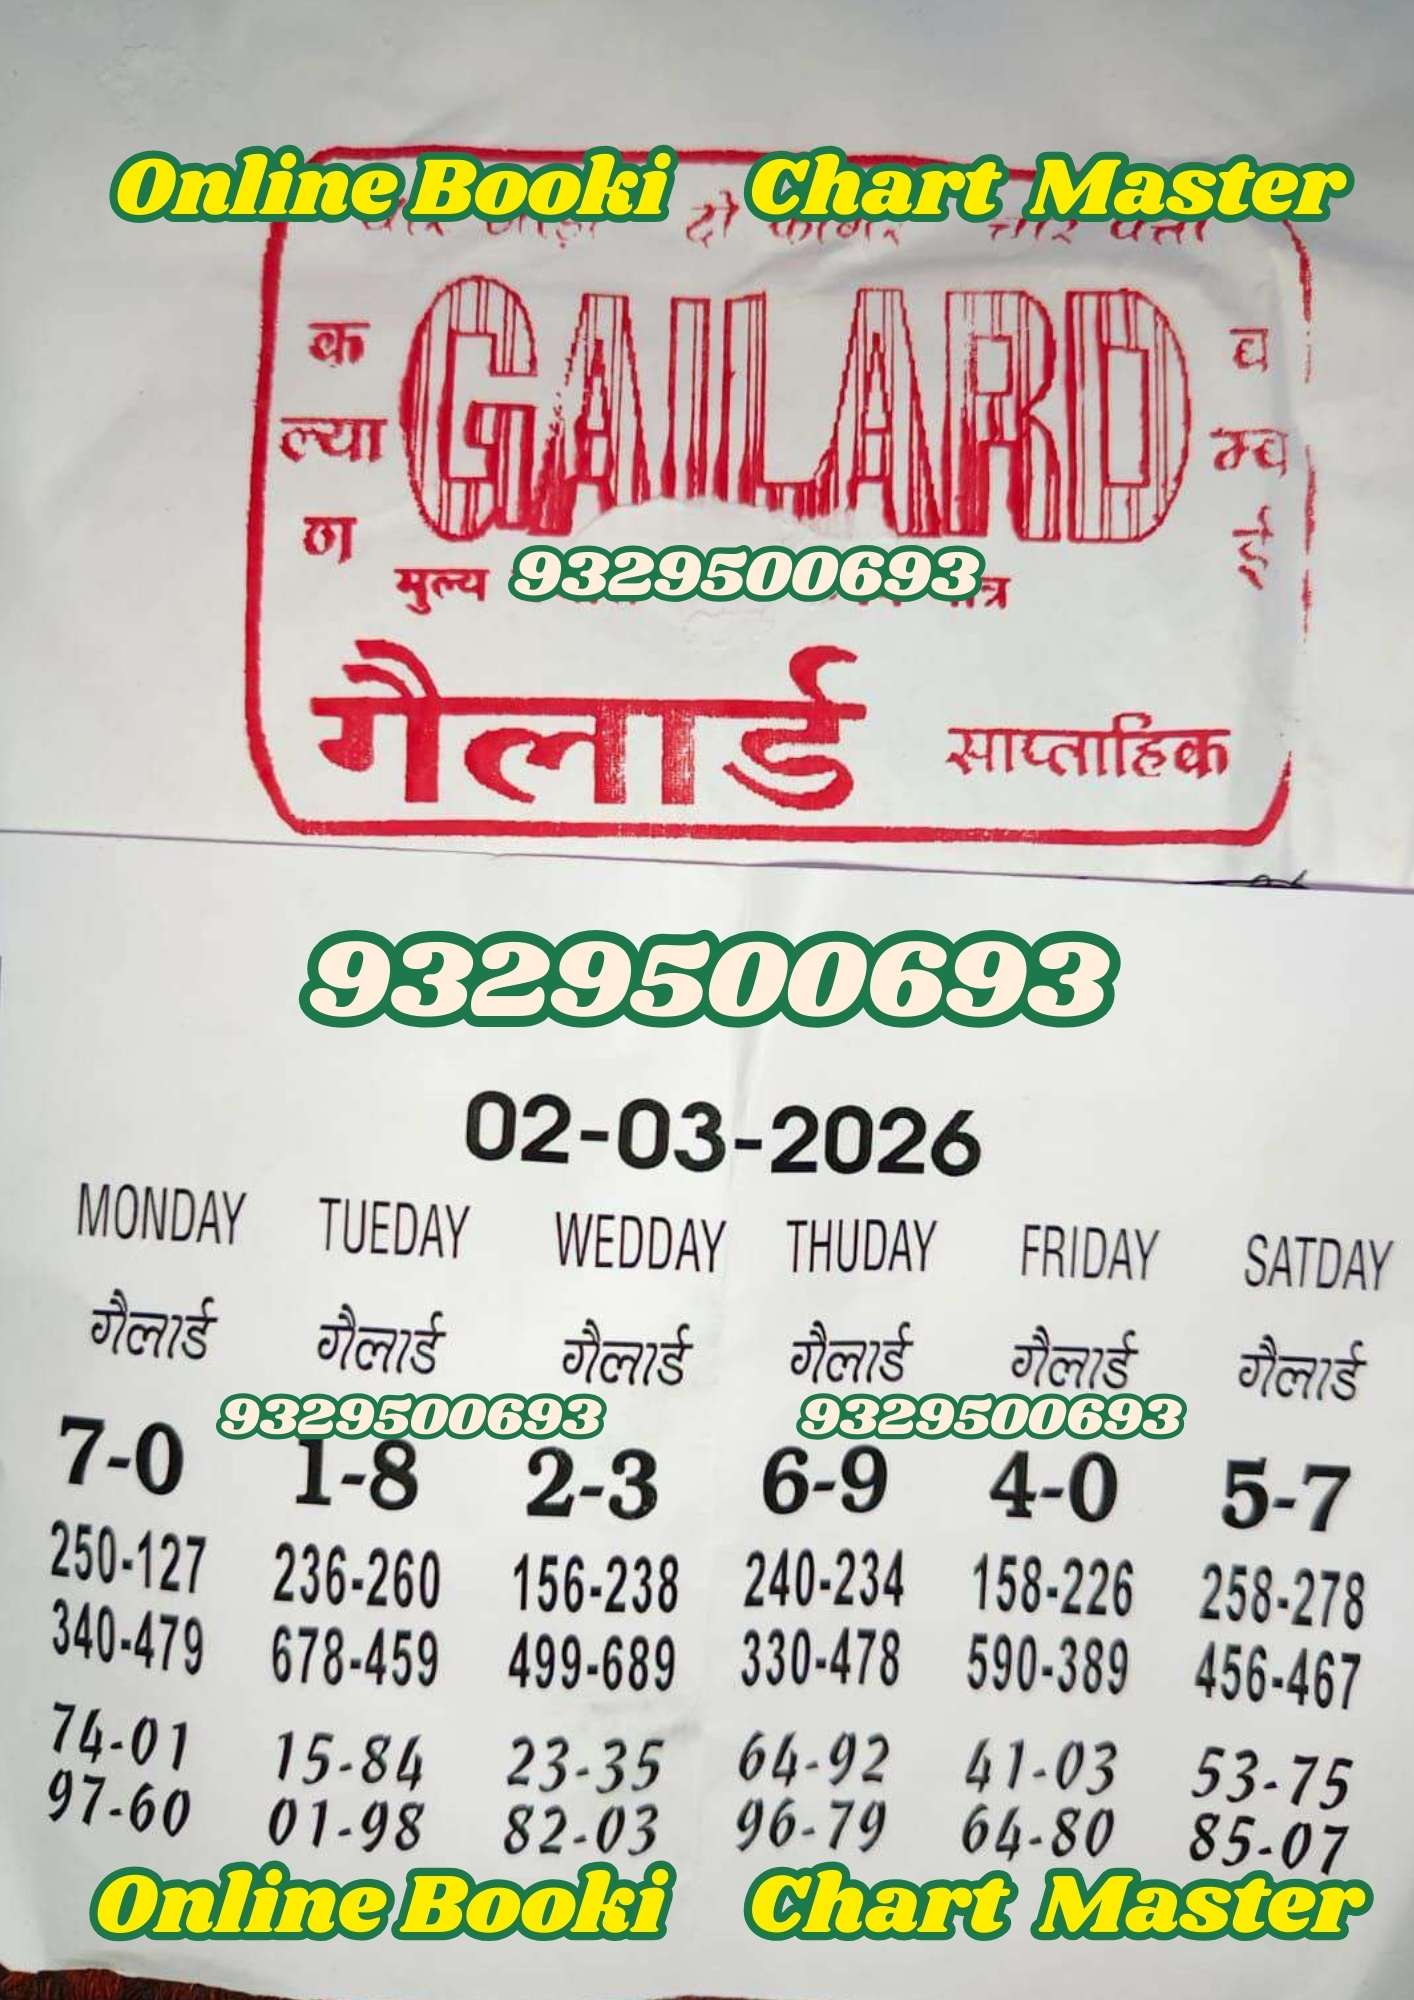 Online Booki Chart Master
दो चार पत्ता
क व
ल्या GAILARD म्ब
ण ई
मुल्य 9329500693 त्र
गैलार्ड साप्ताहिक
9329500693
02-03-2026
MONDAY TUEDAY WEDDAY THUDAY FRIDAY SATDAY
गैलार्ड गैलार्ड गैलार्ड गैलार्ड गैलार्ड गैलार्ड
9329500693 9329500693
7-0 1-8 2-3 6-9 4-0 5-7
250-127 236-260 156-238 240-234 158-226 258-278
340-479 678-459 499-689 330-478 590-389 456-467
74-01 15-84 23-35 64-92 41-03 53-75
97-60 01-98 82-03 96-79 64-80 85-07
Online Booki Chart Master